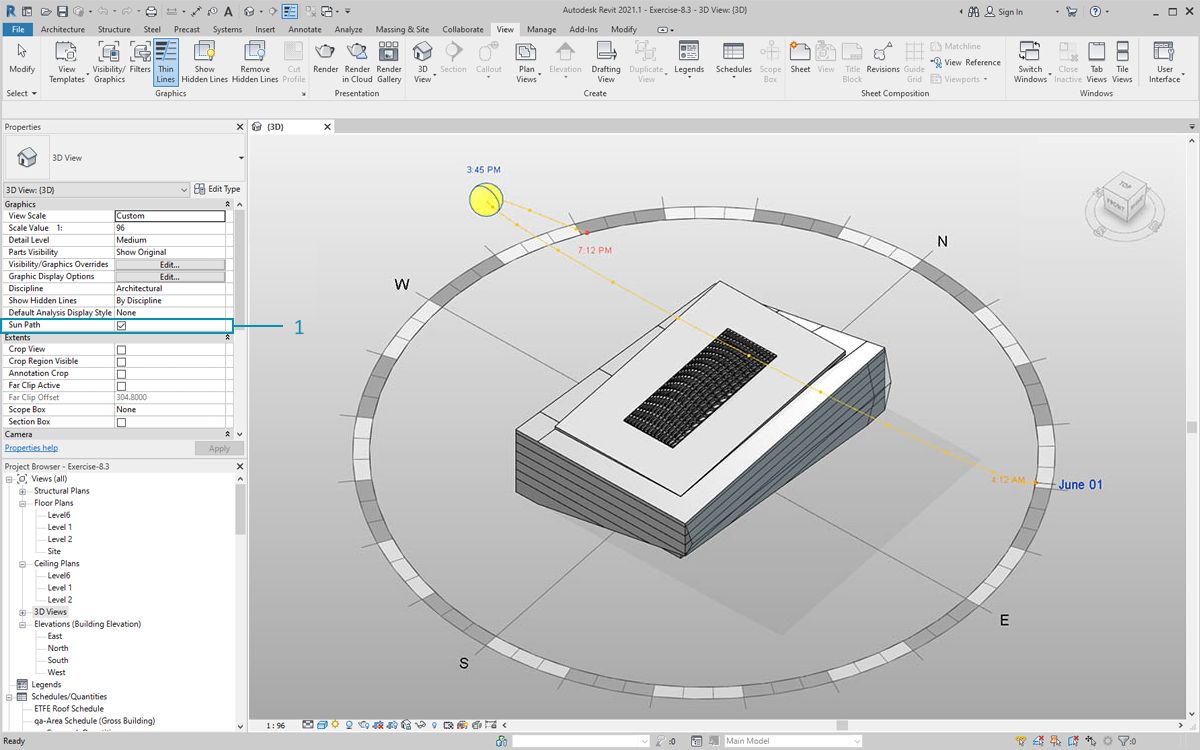 Autodesk Revit 2021.1 - Exercise-8.3 - 3D View: {3D}
Sign In
File Architecture Structure Steel Precast Systems Insert Annotate Analyze Massing & Site Collaborate View Manage Add-Ins Modify
Modify
View Templates
Visibility/ Graphics
Filters
Thin Lines
Show Hidden Lines
Remove Hidden Lines
Cut Profile
Render
Render in Cloud
Render Gallery
3D View
Section
Callout
Plan Views
Elevation
Drafting View
Duplicate View
Legends
Schedules
Scope Box
Sheet
View
Title Block
Revisions
Guide Grid
Matchline
View Reference
Viewports
Switch Windows
Close Inactive
Tab Views
Tile Views
User Interface
Select Graphics Presentation Create Sheet Composition Windows
Properties
3D View
3D View: {3D} Edit Type
Graphics
View Scale Custom
Scale Value 1: 96
Detail Level Medium
Parts Visibility Show Original
Visibility/Graphics Overrides Edit...
Graphic Display Options Edit...
Discipline Architectural
Show Hidden Lines By Discipline
Default Analysis Display Style None
Sun Path
1
Extents
Crop View
Crop Region Visible
Annotation Crop
Far Clip Active
Far Clip Offset 304.8000
Scope Box None
Section Box
Camera
Properties help Apply
Project Browser - Exercise-8.3
Views (all)
Structural Plans
Floor Plans
Level6
Level 1
Level 2
Site
Ceiling Plans
Level6
Level 1
Level 2
3D Views
Elevations (Building Elevation)
East
North
South
West
Legends
Schedules/Quantities
ETFE Roof Schedule
qa-Area Schedule (Gross Building)
{3D}
3:45 PM
7:12 PM
N
W
TOP
FRONT
4:12 AM
June 01
E
S
1 : 96
Ready
:0
Main Model
:0